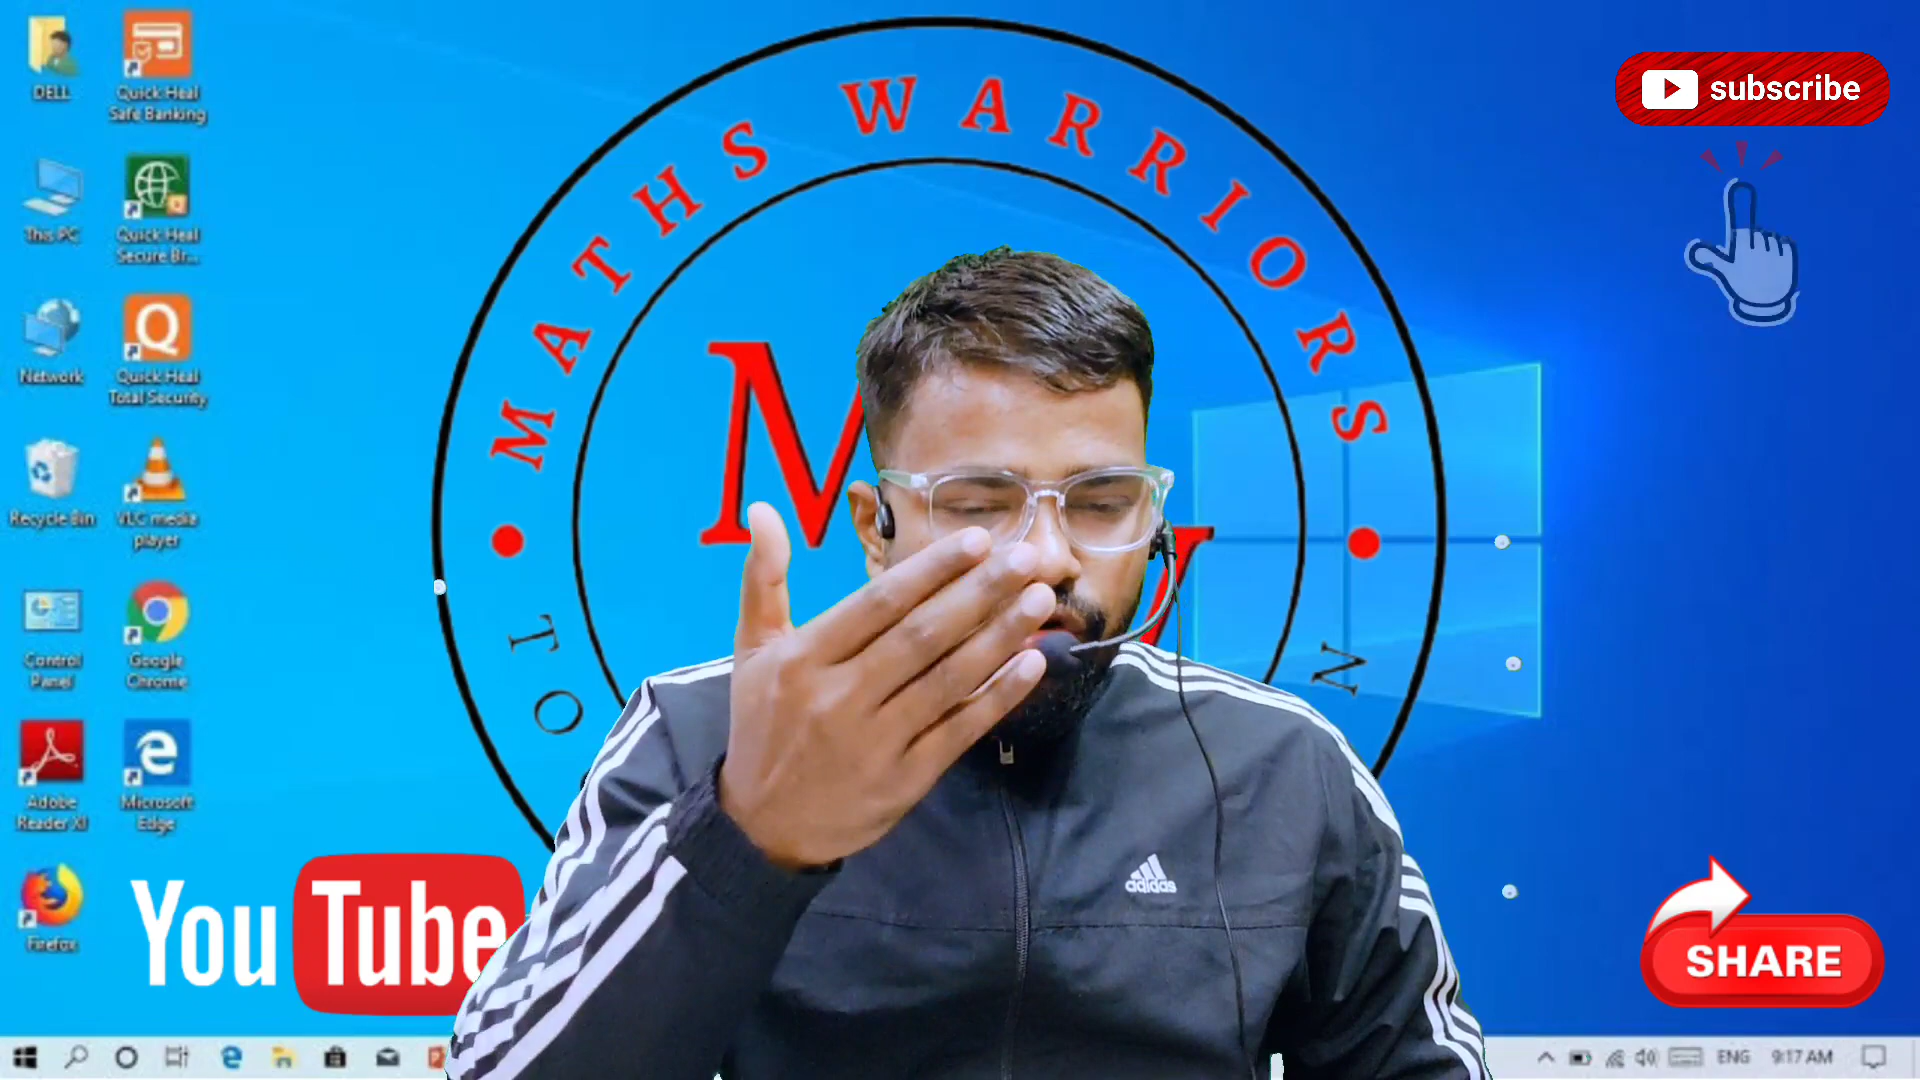 DELL
Quick Heal
Safe Banking
This PC
Quick Heal
Secure Br...
Network
Quick Heal
Total Security
Recycle Bin
VLC media
player
Control
Panel
Google
Chrome
Adobe
Reader XI
Microsoft
Edge
Firefox
MATHS WARRIORS
M
subscribe
adidas
YouTube
SHARE
ENG
9:17 AM